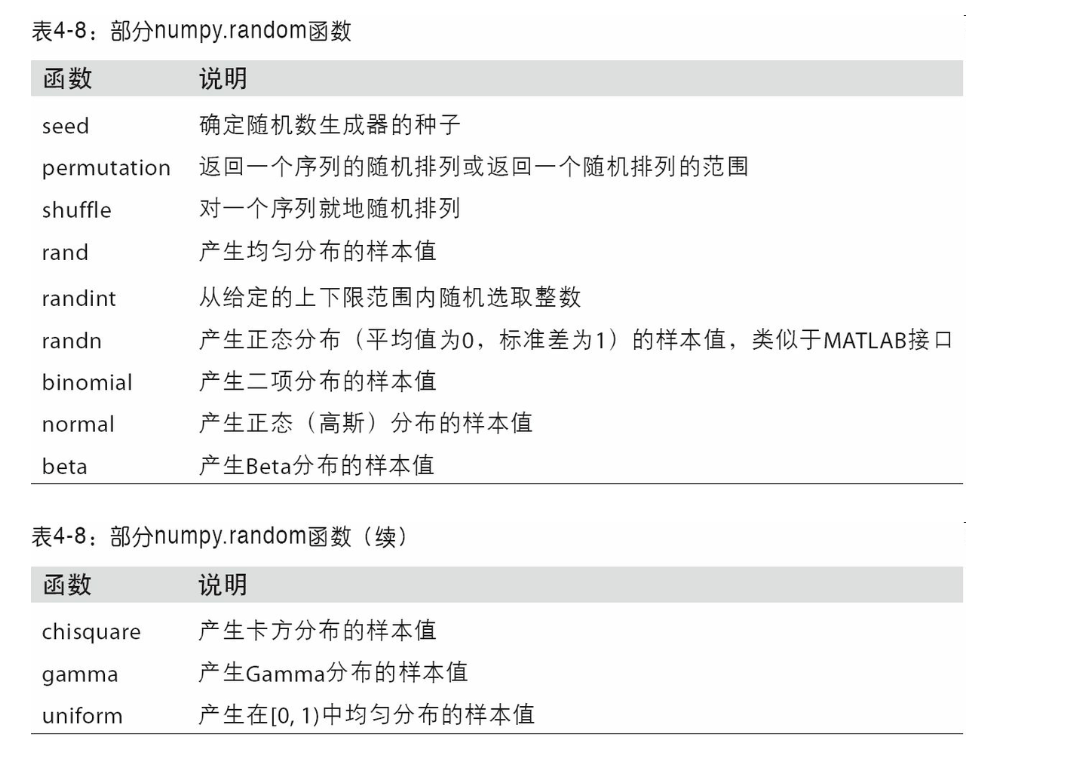 表4-8：部分numpy.random函数
函数 说明
seed 确定随机数生成器的种子
permutation 返回一个序列的随机排列或返回一个随机排列的范围
shuffle 对一个序列就地随机排列
rand 产生均匀分布的样本值
randint 从给定的上下限范围内随机选取整数
randn 产生正态分布（平均值为0，标准差为1）的样本值，类似于MATLAB接口
binomial 产生二项分布的样本值
normal 产生正态（高斯）分布的样本值
beta 产生Beta分布的样本值
表4-8：部分numpy.random函数（续）
函数 说明
chisquare 产生卡方分布的样本值
gamma 产生Gamma分布的样本值
uniform 产生在[0, 1)中均匀分布的样本值